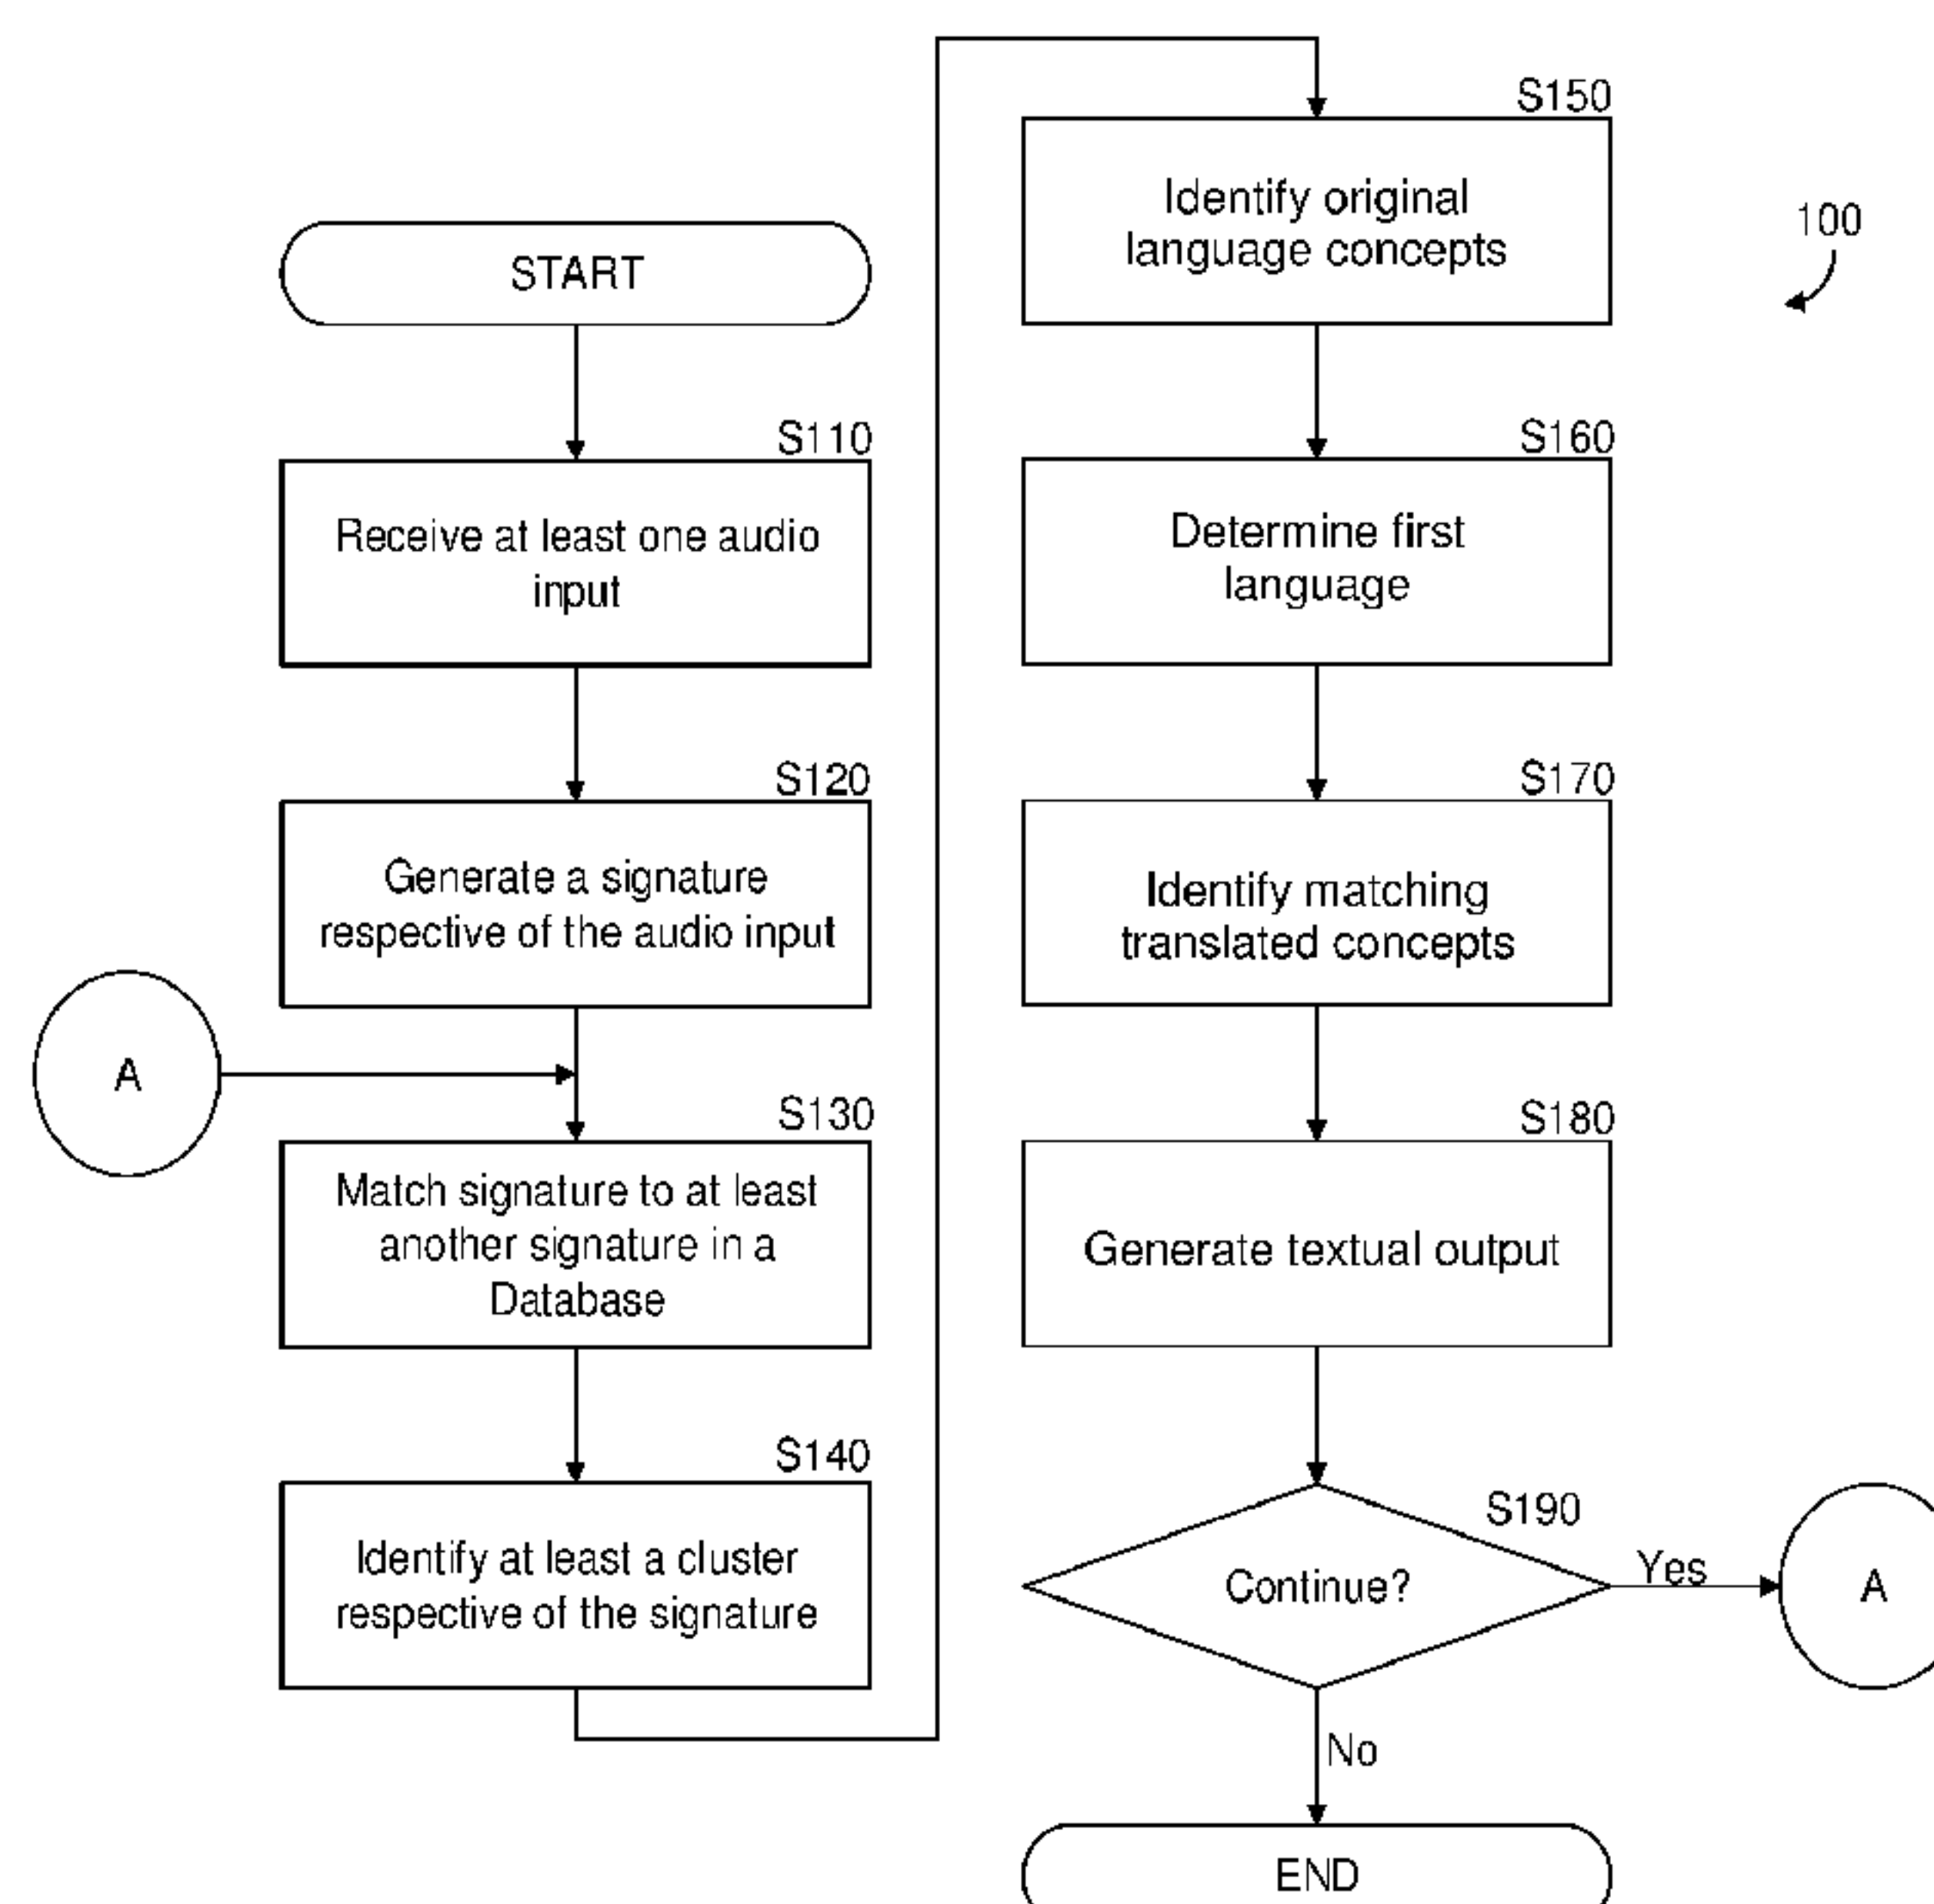 START
S110
Receive at least one audio
input
S120
Generate a signature
respective of the audio input
A
S130
Match signature to at least
another signature in a
Database
S140
Identify at least a cluster
respective of the signature
S150
Identify original
language concepts
100
S160
Determine first
language
S170
Identify matching
translated concepts
S180
Generate textual output
S190
Continue?
Yes
A
No
END